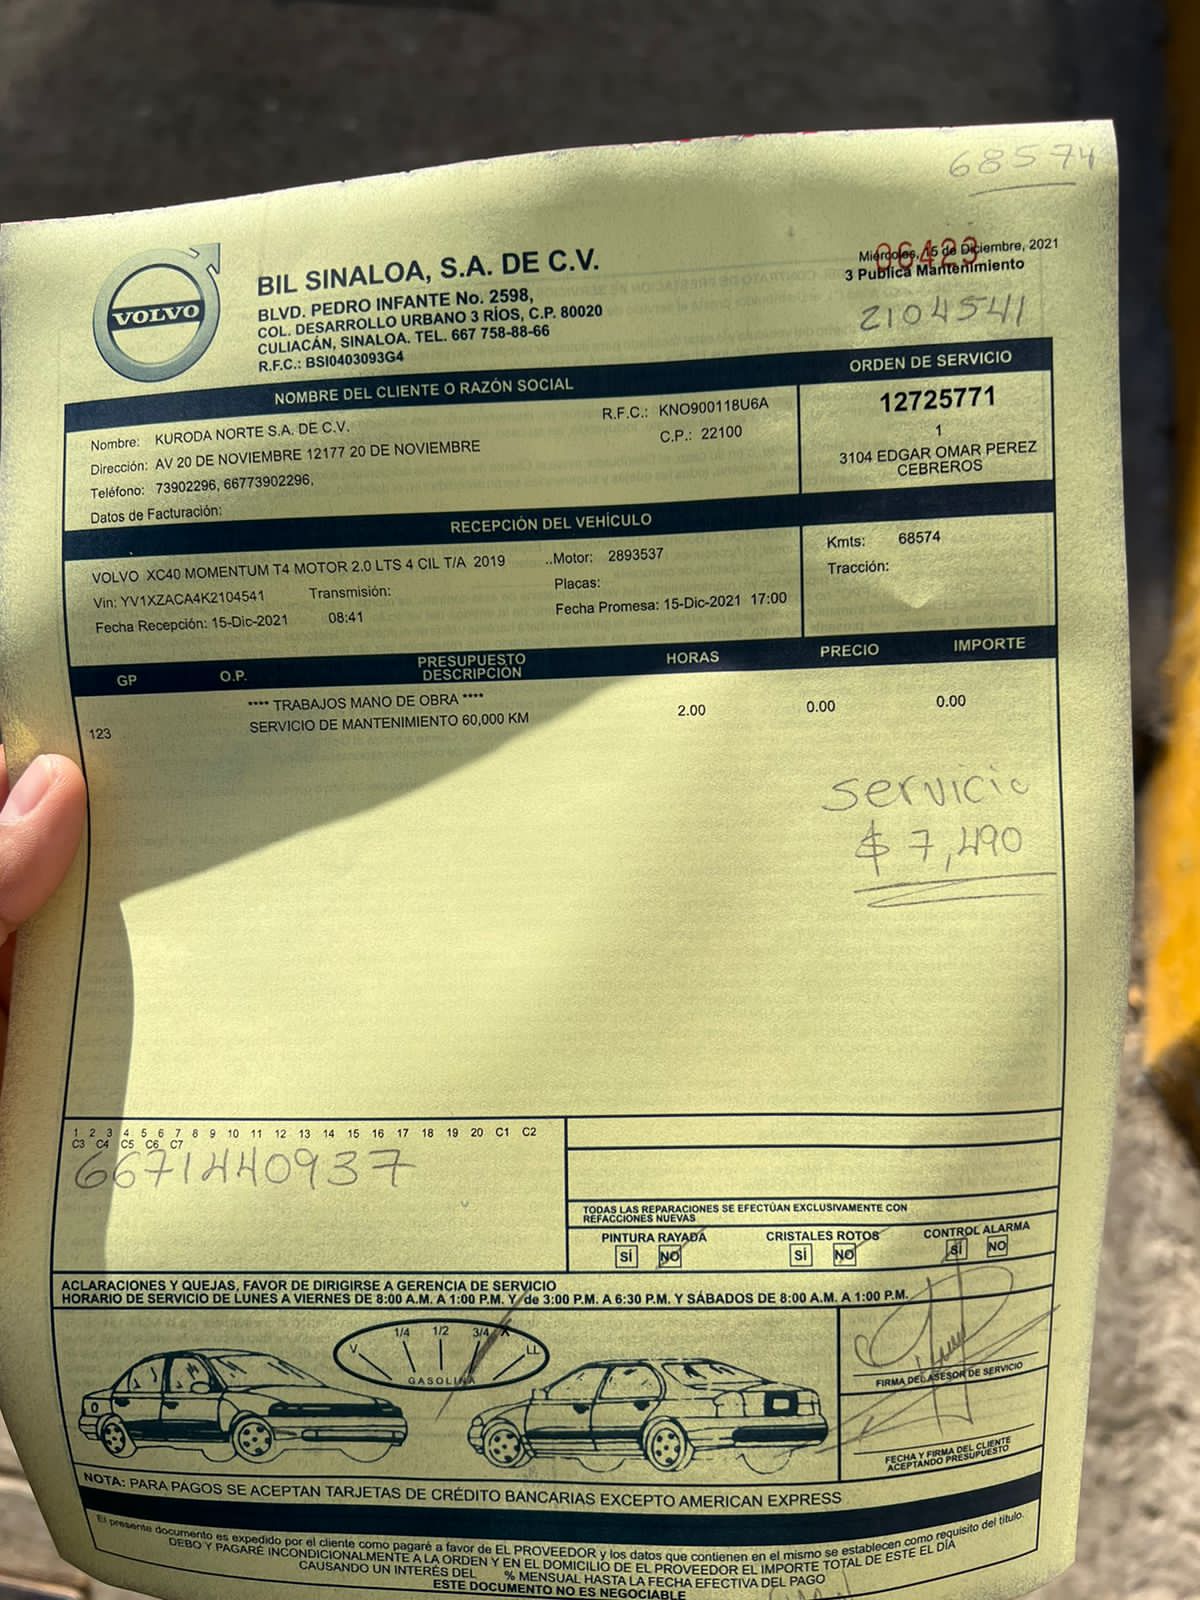 68574
VOLVO
BIL SINALOA, S.A. DE C.V.
BLVD. PEDRO INFANTE No. 2598,
COL. DESARROLLO URBANO 3 RÍOS, C.P. 80020
CULIACÁN, SINALOA. TEL. 667 758-88-66
R.F.C.: BSI0403093G4
06423
Miércoles, 15 de Diciembre, 2021
3 Publica Mantenimiento
2104541
NOMBRE DEL CLIENTE O RAZÓN SOCIAL
ORDEN DE SERVICIO
Nombre: KURODA NORTE S.A. DE C.V.
R.F.C.: KNO900118U6A
Dirección: AV 20 DE NOVIEMBRE 12177 20 DE NOVIEMBRE
C.P.: 22100
Teléfono: 73902296, 66773902296,
Datos de Facturación:
12725771
1
3104 EDGAR OMAR PEREZ
CEBREROS
RECEPCIÓN DEL VEHÍCULO
VOLVO XC40 MOMENTUM T4 MOTOR 2.0 LTS 4 CIL T/A 2019
..Motor: 2893537
Vin: YV1XZACA4K2104541 Transmisión:
Placas:
Fecha Recepción: 15-Dic-2021 08:41
Fecha Promesa: 15-Dic-2021 17:00
Kmts: 68574
Tracción:
GP O.P. PRESUPUESTO DESCRIPCIÓN HORAS PRECIO IMPORTE
**** TRABAJOS MANO DE OBRA ****
123 SERVICIO DE MANTENIMIENTO 60,000 KM 2.00 0.00 0.00
Servicio
$ 7,490
1 2 3 4 5 6 7 8 9 10 11 12 13 14 15 16 17 18 19 20 C1 C2
C3 C4 C5 C6 C7
6671440937
TODAS LAS REPARACIONES SE EFECTÚAN EXCLUSIVAMENTE CON
REFACCIONES NUEVAS
PINTURA RAYADA CRISTALES ROTOS CONTROL ALARMA
SÍ NO SÍ NO SÍ NO
ACLARACIONES Y QUEJAS, FAVOR DE DIRIGIRSE A GERENCIA DE SERVICIO
HORARIO DE SERVICIO DE LUNES A VIERNES DE 8:00 A.M. A 1:00 P.M. Y de 3:00 P.M. A 6:30 P.M. Y SÁBADOS DE 8:00 A.M. A 1:00 P.M.
V 1/4 1/2 3/4 LL
GASOLINA
FIRMA DEL ASESOR DE SERVICIO
FECHA Y FIRMA DEL CLIENTE
ACEPTANDO PRESUPUESTO
NOTA: PARA PAGOS SE ACEPTAN TARJETAS DE CRÉDITO BANCARIAS EXCEPTO AMERICAN EXPRESS
El presente documento es expedido por el cliente como pagaré a favor de EL PROVEEDOR y los datos que contienen en el mismo se establecen como requisito del título.
DEBO Y PAGARÉ INCONDICIONALMENTE A LA ORDEN Y EN EL DOMICILIO DE EL PROVEEDOR EL IMPORTE TOTAL DE ESTE EL DÍA
CAUSANDO UN INTERÉS DEL % MENSUAL HASTA LA FECHA EFECTIVA DEL PAGO
ESTE DOCUMENTO NO ES NEGOCIABLE